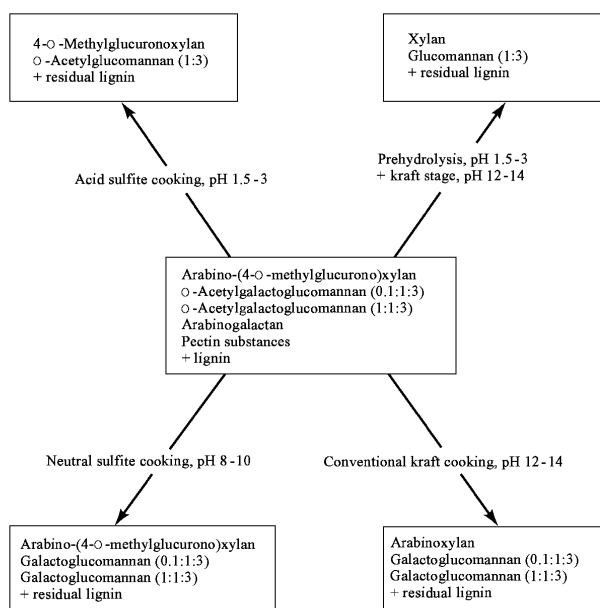 4-O-Methylglucuronoxylan
O-Acetylglucomannan (1:3)
+ residual lignin
Xylan
Glucomannan (1:3)
+ residual lignin
Acid sulfite cooking, pH 1.5-3
Prehydrolysis, pH 1.5-3
+ kraft stage, pH 12-14
Arabino-(4-O-methylglucurono)xylan
O-Acetylgalactoglucomannan (0.1:1:3)
O-Acetylgalactoglucomannan (1:1:3)
Arabinogalactan
Pectin substances
+ lignin
Neutral sulfite cooking, pH 8-10
Conventional kraft cooking, pH 12-14
Arabino-(4-O-methylglucurono)xylan
Galactoglucomannan (0.1:1:3)
Galactoglucomannan (1:1:3)
+ residual lignin
Arabinoxylan
Galactoglucomannan (0.1:1:3)
Galactoglucomannan (1:1:3)
+ residual lignin